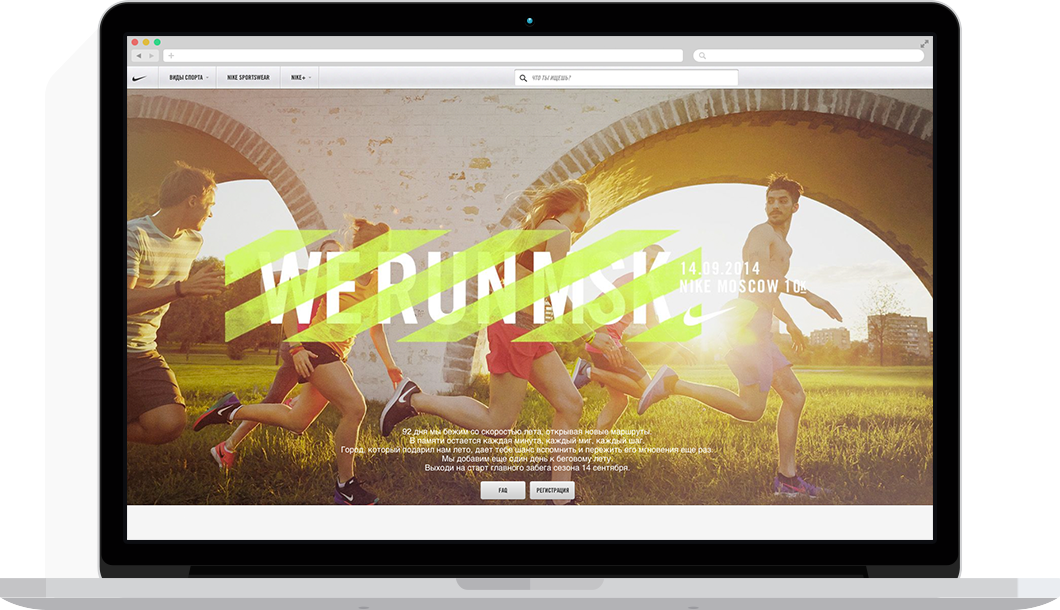 ВИДЫ СПОРТА
NIKE SPORTSWEAR
NIKE+
ЧТО ТЫ ИЩЕШЬ?
WE RUN MSK
14.09.2014
NIKE MOSCOW 10K
92 дня мы бежим со скоростью лета, открывая новые маршруты.
В памяти остается каждая минута, каждый миг, каждый шаг.
Город, который подарил нам лето, дает тебе шанс вспомнить и пережить его мгновения еще раз.
Мы добавим еще один день к беговому лету.
Выходи на старт главного забега сезона 14 сентября.
FAQ
РЕГИСТРАЦИЯ